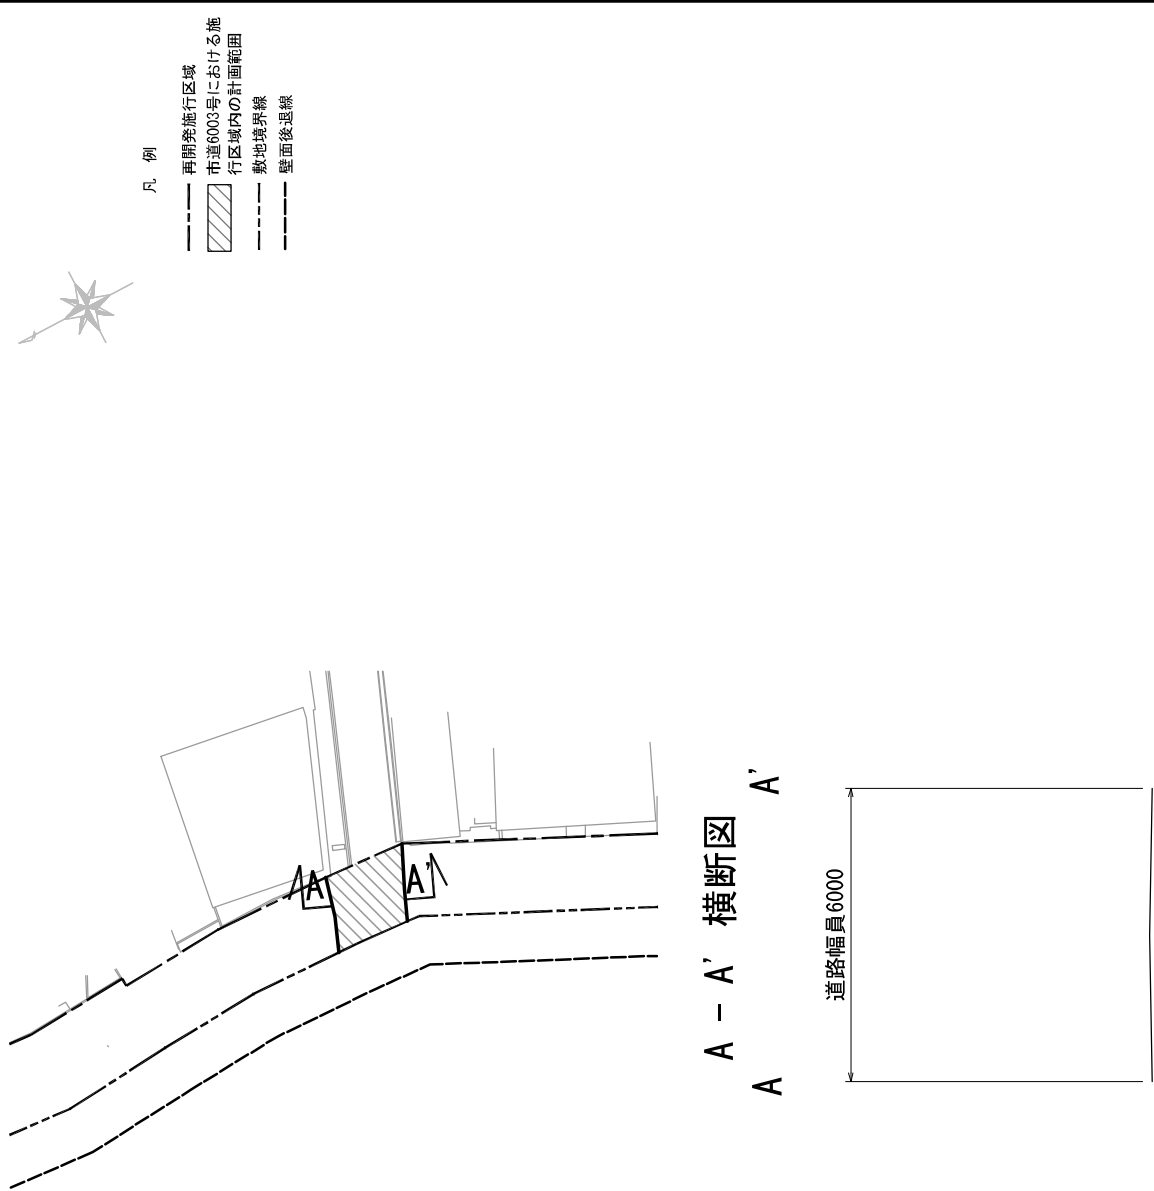 凡例
再開発施行区域
市道6003号における施
行区域内の計画範囲
敷地境界線
壁面後退線
A
A'
A－A' 横断図
A
A'
道路幅員6000